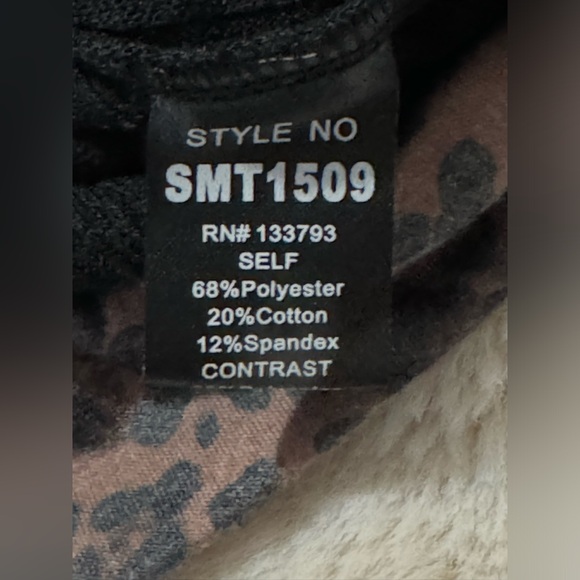 STYLE NO
SMT1509
RN# 133793
SELF
68%Polyester
20%Cotton
12%Spandex
CONTRAST